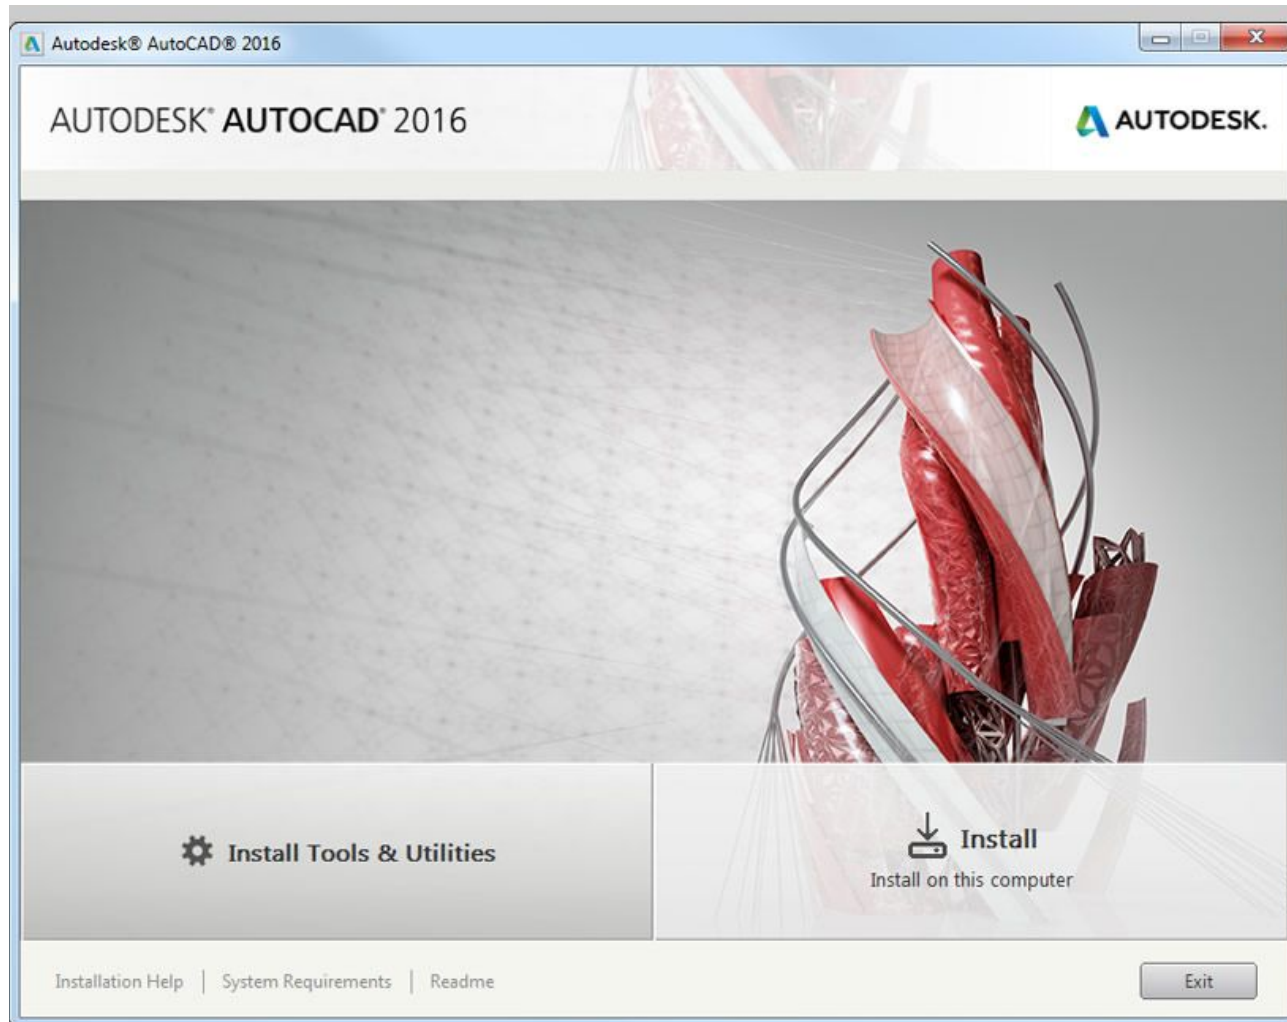 Autodesk® AutoCAD® 2016
AUTODESK® AUTOCAD® 2016
AUTODESK.
Install Tools & Utilities
Install
Install on this computer
Installation Help | System Requirements | Readme
Exit